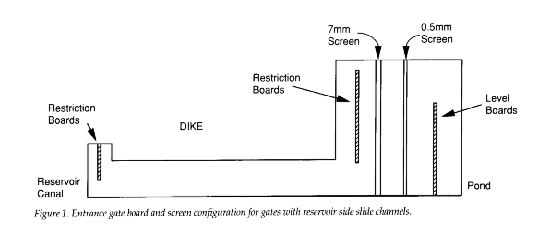 7mm
Screen
0.5mm
Screen
Restriction
Boards
Level
Boards
Restriction
Boards
DIKE
Reservoir
Canal
Pond
Figure 1. Entrance gate board and screen configuration for gates with reservoir side slide channels.